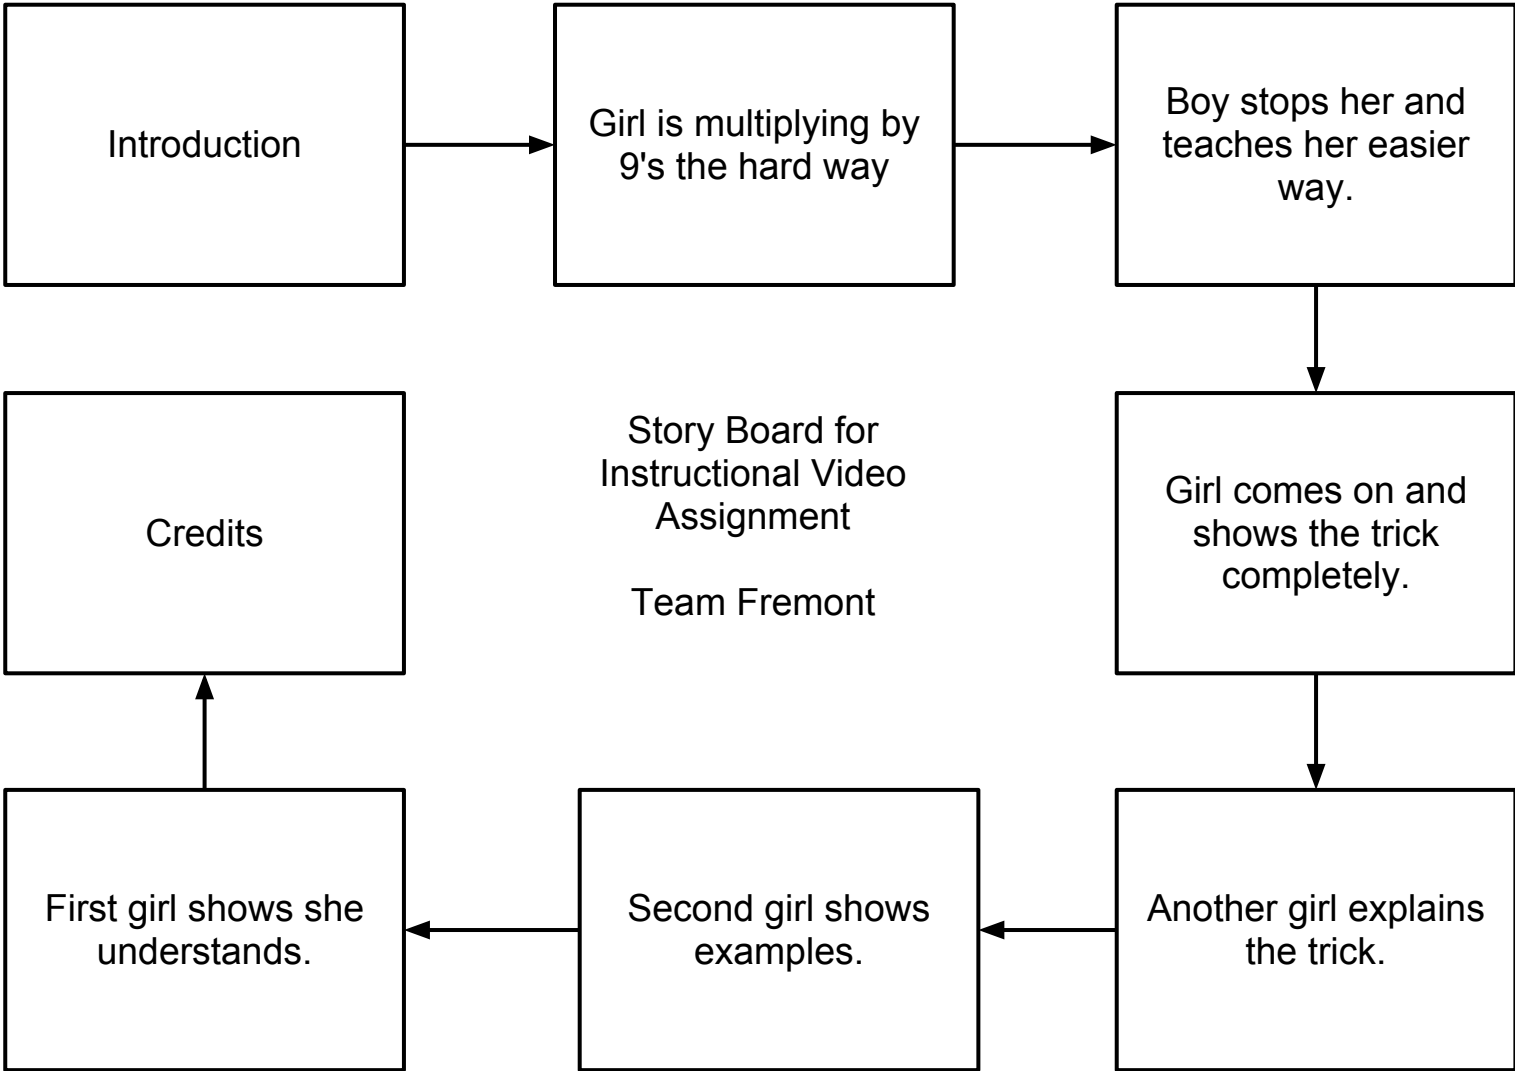 Introduction
Girl is multiplying by
9's the hard way
Boy stops her and
teaches her easier
way.
Girl comes on and
shows the trick
completely.
Another girl explains
the trick.
Second girl shows
examples.
First girl shows she
understands.
Credits
Story Board for
Instructional Video
Assignment
Team Fremont